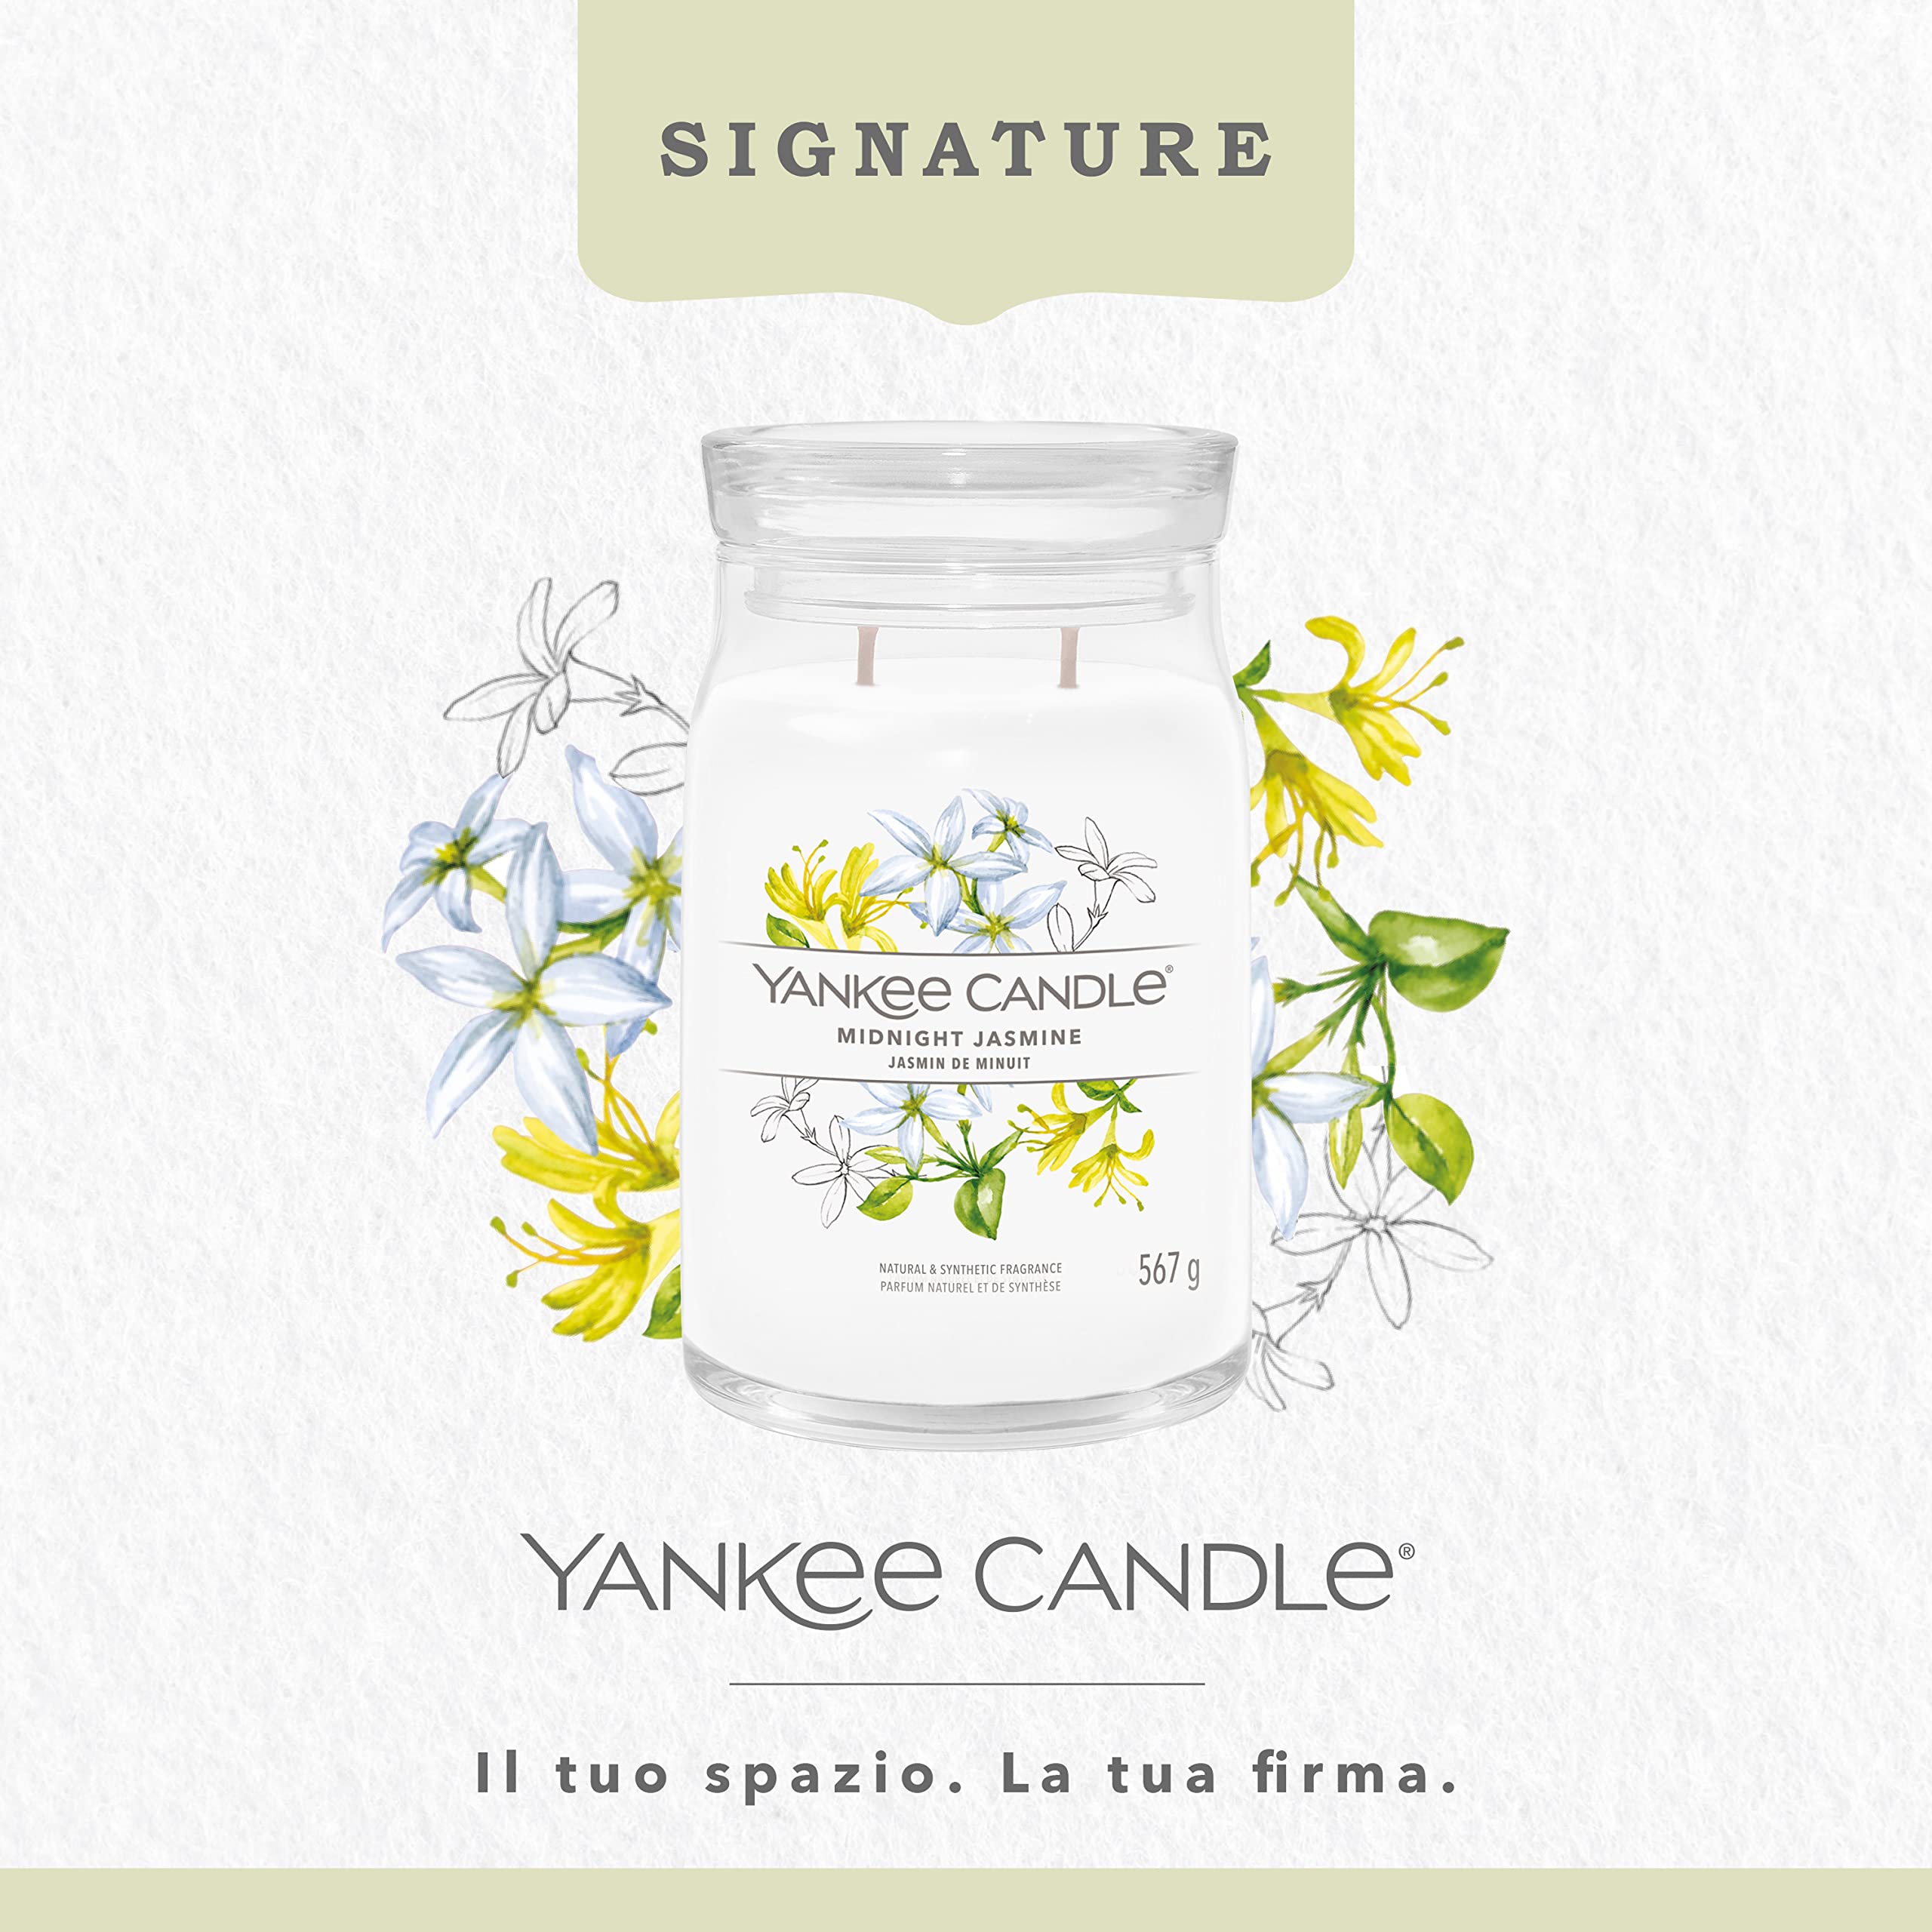 SIGNATURE
YANKEE CANDLE®
MIDNIGHT JASMINE
JASMIN DE MINUIT
NATURAL & SYNTHETIC FRAGRANCE
PARFUM NATUREL ET DE SYNTHÈSE
567 g
YANKEE CANDLE®
Il tuo spazio. La tua firma.